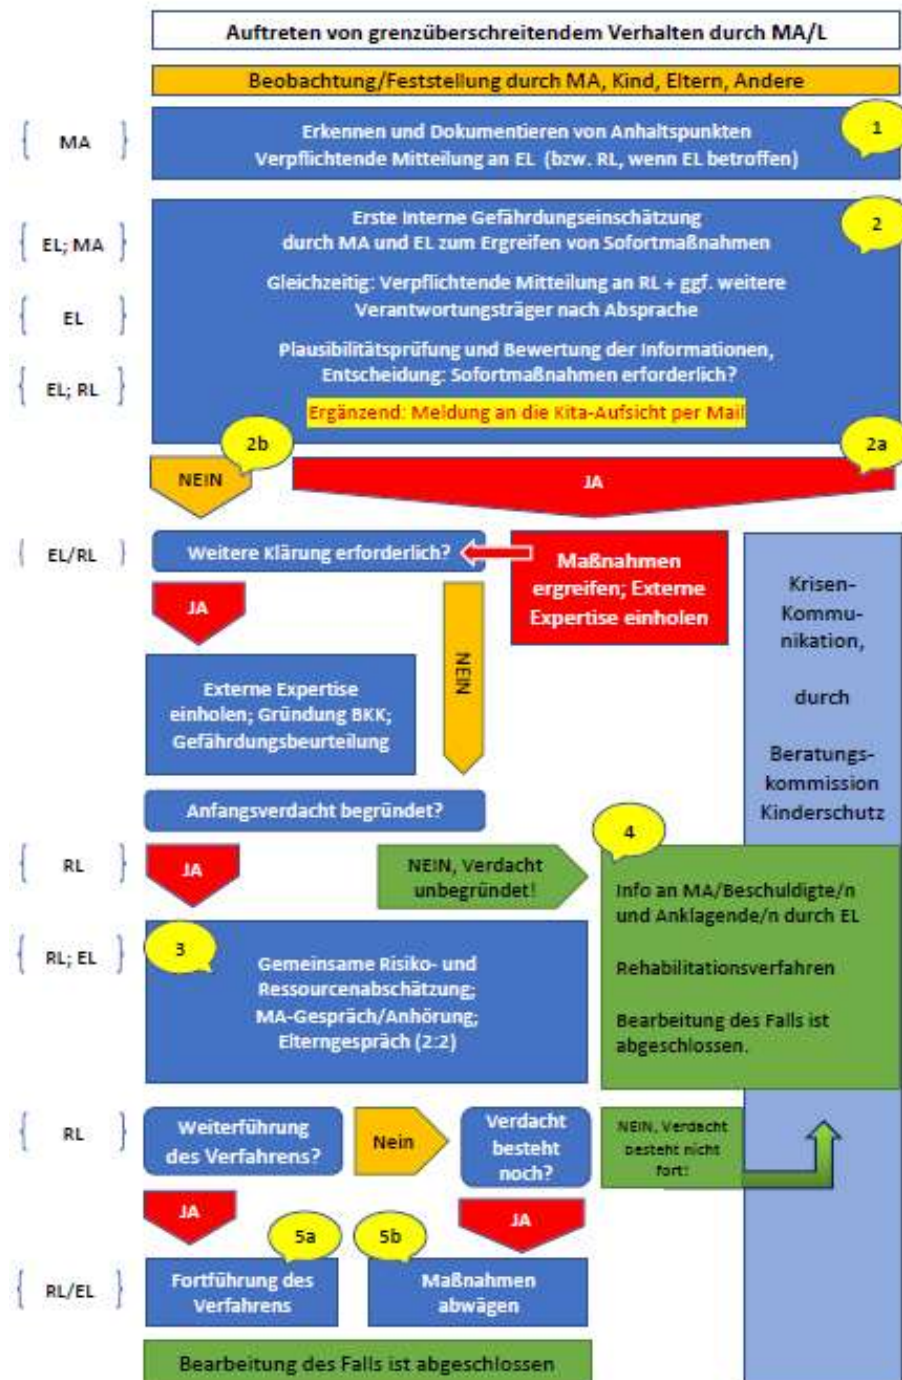 Auftreten von grenzüberschreitendem Verhalten durch MA/L
Beobachtung/Feststellung durch MA, Kind, Eltern, Andere
MA
Erkennen und Dokumentieren von Anhaltspunkten
Verpflichtende Mitteilung an EL (bzw. RL, wenn EL betroffen)
1
EL; MA
Erste Interne Gefährdungseinschätzung
durch MA und EL zum Ergreifen von Sofortmaßnahmen
2
EL
Gleichzeitig: Verpflichtende Mitteilung an RL + ggf. weitere
Verantwortungsträger nach Absprache
EL; RL
Plausibilitätsprüfung und Bewertung der Informationen,
Entscheidung: Sofortmaßnahmen erforderlich?
Ergänzend: Meldung an die Kita-Aufsicht per Mail
2b
2a
NEIN
JA
EL/RL
Weitere Klärung erforderlich?
Maßnahmen
ergreifen; Externe
Expertise einholen
Krisen-
Kommu-
nikation,
durch
Beratungs-
kommission
Kinderschutz
JA
NEIN
Externe Expertise
einholen; Gründung BKK;
Gefährdungsbeurteilung
Anfangsverdacht begründet?
RL
JA
NEIN, Verdacht
unbegründet!
4
Info an MA/Beschuldigte/n
und Anklagende/n durch EL
Rehabilitationsverfahren
Bearbeitung des Falls ist
abgeschlossen.
RL; EL
3
Gemeinsame Risiko- und
Ressourcenabschätzung;
MA-Gespräch/Anhörung;
Elterngespräch (2:2)
RL
Weiterführung
des Verfahrens?
Nein
Verdacht
besteht
noch?
NEIN, Verdacht
besteht nicht
fort!
JA
JA
5a
5b
RL/EL
Fortführung des
Verfahrens
Maßnahmen
abwägen
Bearbeitung des Falls ist abgeschlossen